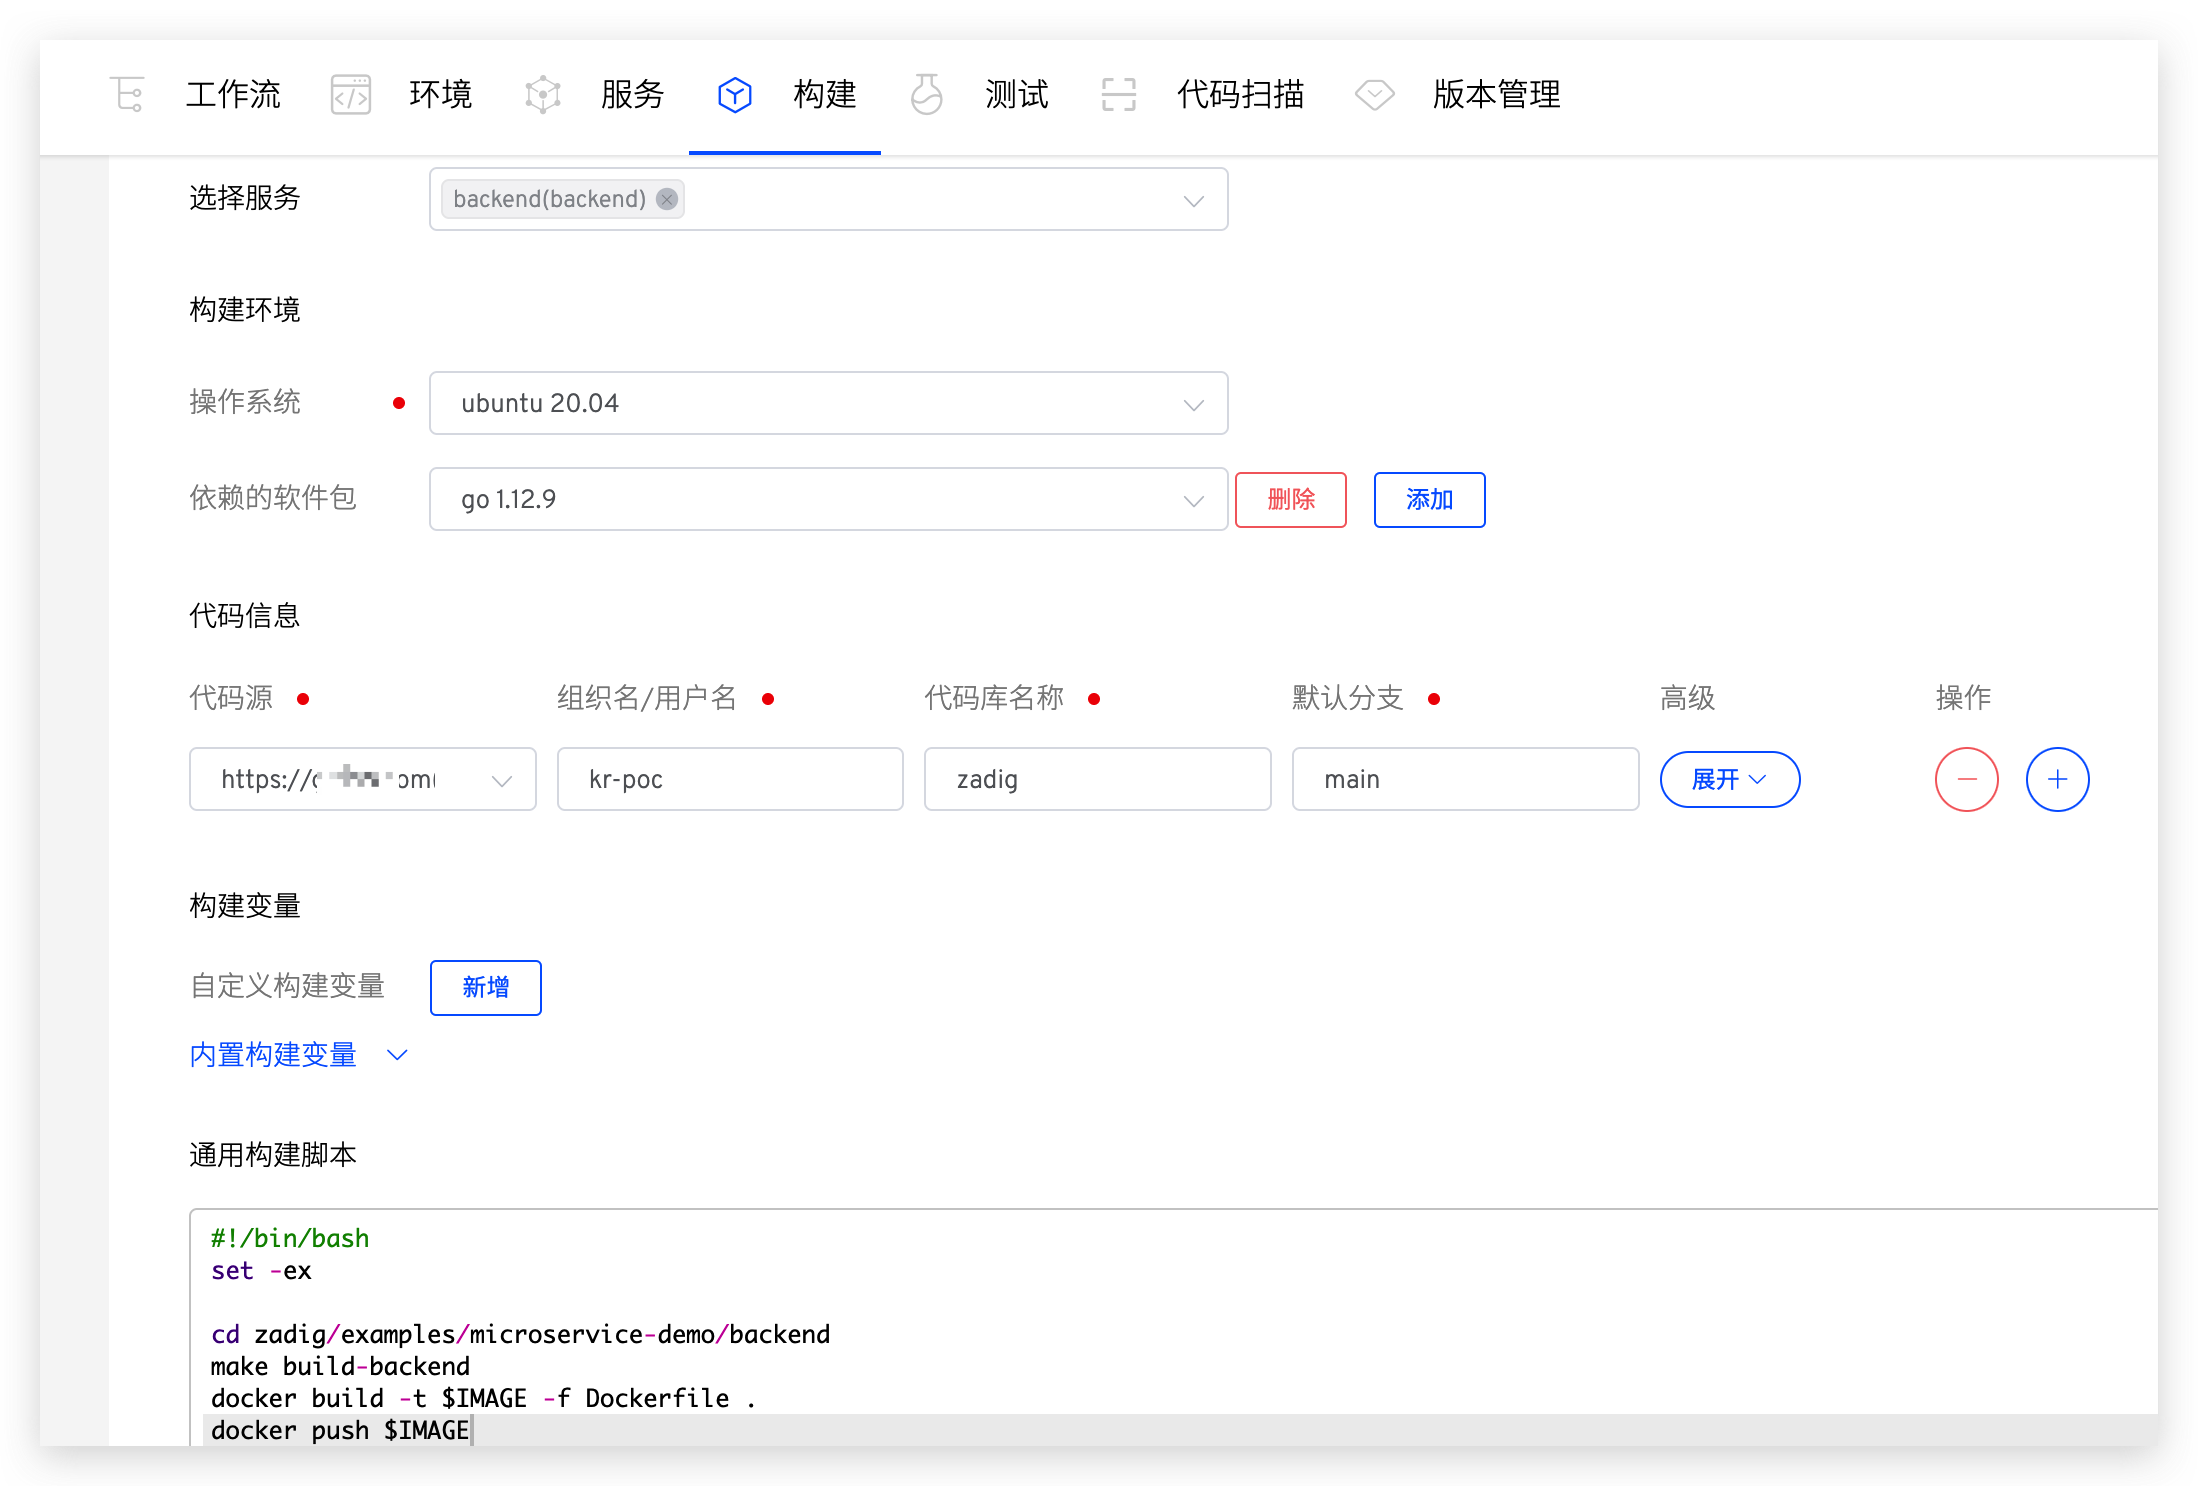 工作流 环境 服务 构建 测试 代码扫描 版本管理
选择服务 backend(backend)
构建环境
操作系统 ubuntu 20.04
依赖的软件包 go 1.12.9 删除 添加
代码信息
代码源 组织名/用户名 代码库名称 默认分支 高级 操作
https:// kr-poc zadig main 展开
构建变量
自定义构建变量 新增
内置构建变量
通用构建脚本
#!/bin/bash
set -ex
cd zadig/examples/microservice-demo/backend
make build-backend
docker build -t $IMAGE -f Dockerfile .
docker push $IMAGE